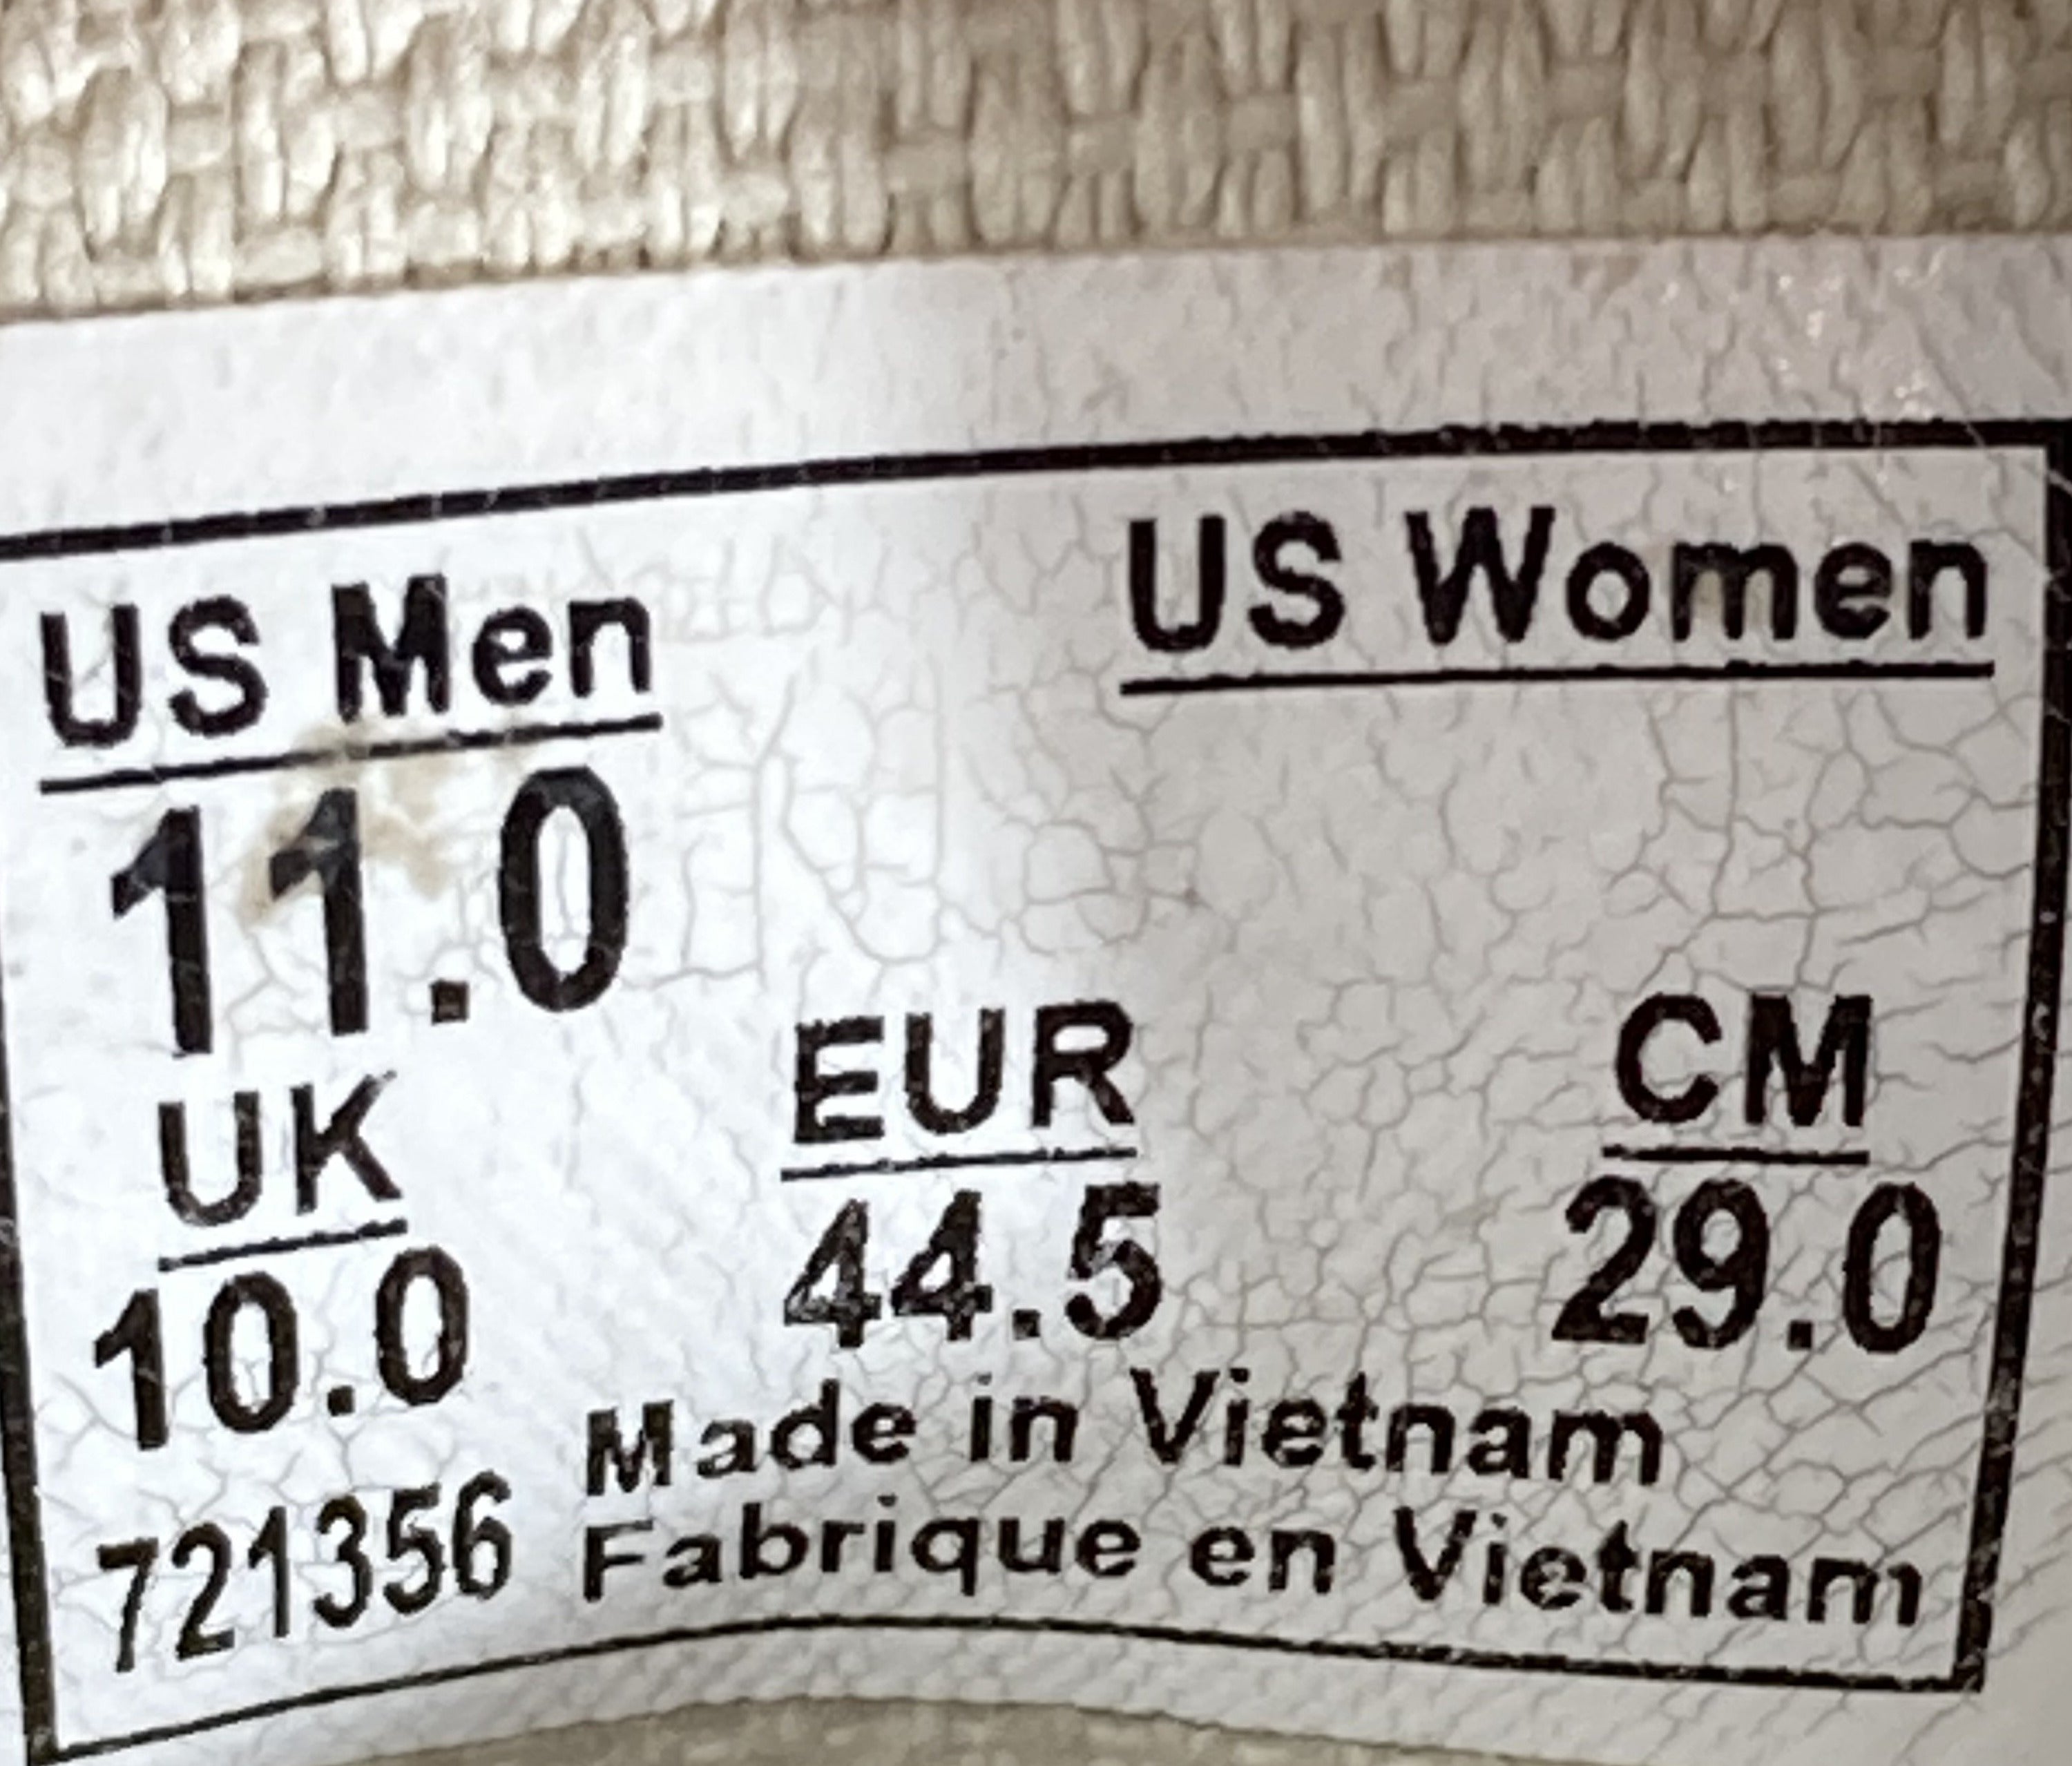 US Men US Women
11.0
UK EUR CM
10.0 44.5 29.0
721356 Made in Vietnam
Fabrique en Vietnam